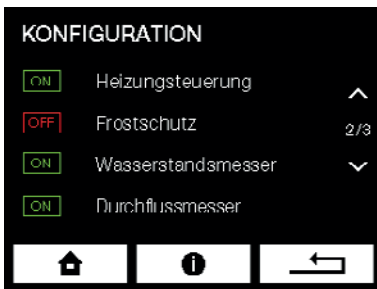 KONFIGURATION
ON Heizungsteuerung
OFF Frostschutz
2/3
ON Wasserstandsmesser
ON Durchflussmesser